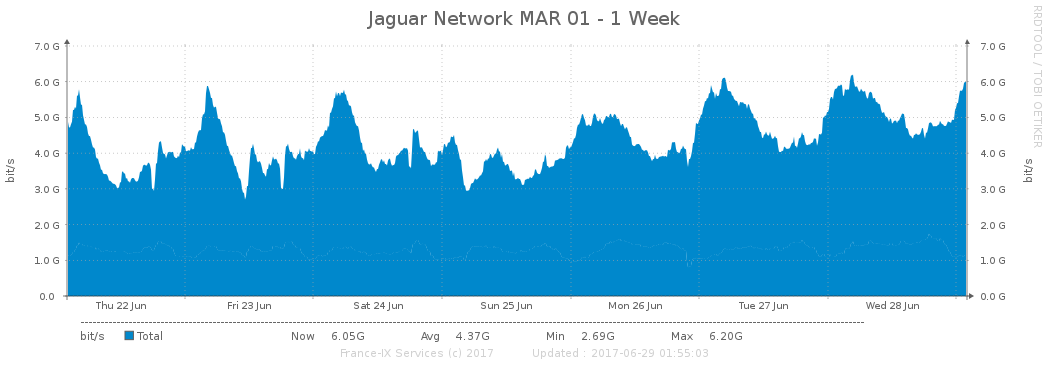 Jaguar Network MAR 01 - 1 Week
RRDTOOL / TOBI OETIKER
7.0 G 7.0 G
6.0 G 6.0 G
5.0 G 5.0 G
4.0 G 4.0 G
3.0 G 3.0 G
2.0 G 2.0 G
1.0 G 1.0 G
0.0 0.0 G
bit/s
bit/s
Thu 22 Jun Fri 23 Jun Sat 24 Jun Sun 25 Jun Mon 26 Jun Tue 27 Jun Wed 28 Jun
bit/s Total Now 6.05G Avg 4.37G Min 2.69G Max 6.20G
France-IX Services (c) 2017 Updated : 2017-06-29 01:55:03